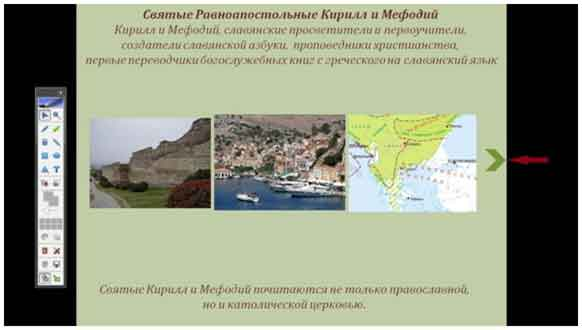 Святые Равноапостольные Кирилл и Мефодий
Кирилл и Мефодий, славянские просветители и первоучители,
создатели славянской азбуки, проповедники христианства,
первые переводчики богослужебных книг с греческого на славянский язык
Святые Кирилл и Мефодий почитаются не только православной,
но и католической церковью.